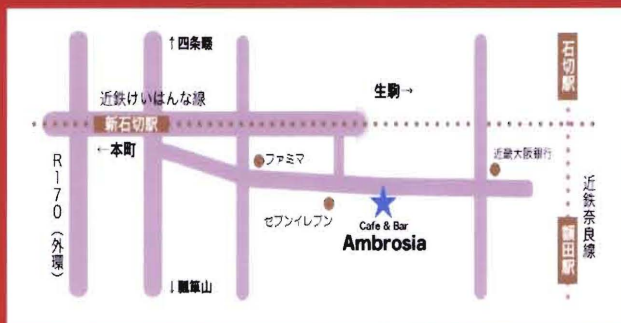 ↑四条畷
石切駅
近鉄けいはんな線
生駒→
新石切駅
←本町
ファミマ
近畿大阪銀行
R170（外環）
セブンイレブン
Cafe & Bar
Ambrosia
近鉄奈良線
額田駅
↓瓢箪山